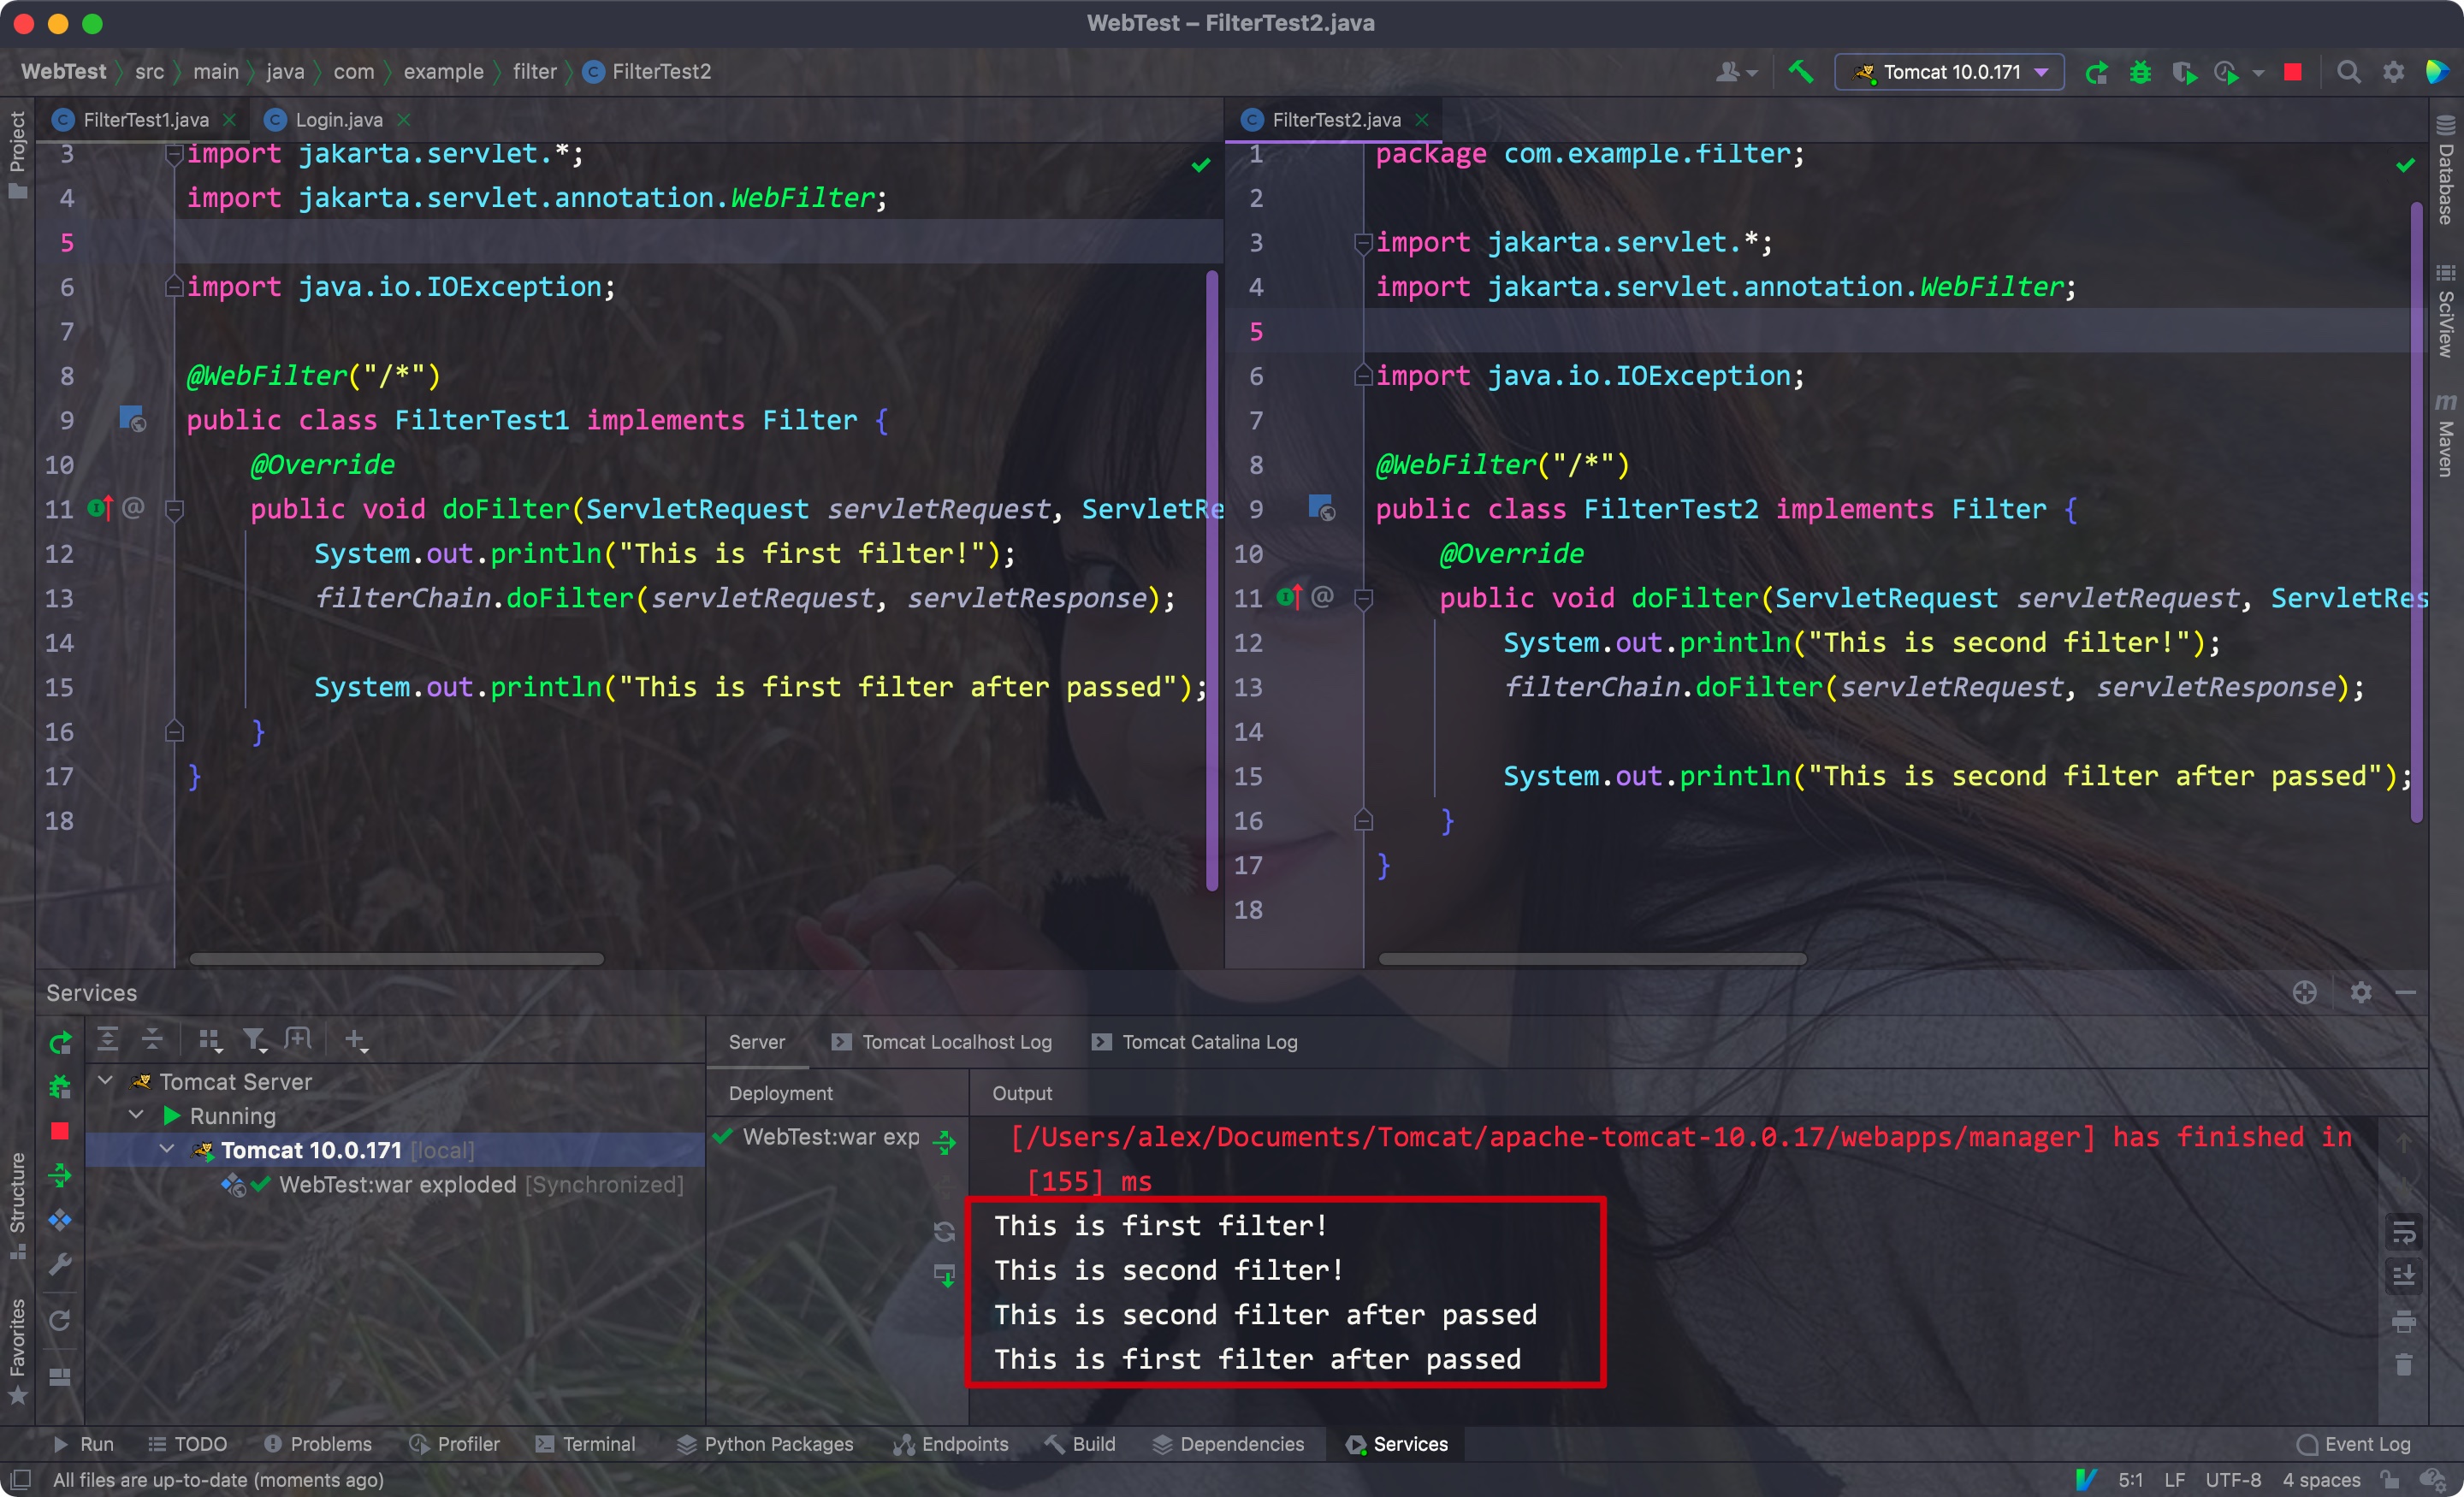 WebTest – FilterTest2.java
WebTest src main java com example filter FilterTest2
Tomcat 10.0.171
Project
FilterTest1.java
Login.java
3 import jakarta.servlet.*;
4 import jakarta.servlet.annotation.WebFilter;
5
6 import java.io.IOException;
7
8 @WebFilter("/*")
9 public class FilterTest1 implements Filter {
10 @Override
11 public void doFilter(ServletRequest servletRequest, ServletRe
12 System.out.println("This is first filter!");
13 filterChain.doFilter(servletRequest, servletResponse);
14
15 System.out.println("This is first filter after passed");
16 }
17 }
18
FilterTest2.java
1 package com.example.filter;
2
3 import jakarta.servlet.*;
4 import jakarta.servlet.annotation.WebFilter;
5
6 import java.io.IOException;
7
8 @WebFilter("/*")
9 public class FilterTest2 implements Filter {
10 @Override
11 public void doFilter(ServletRequest servletRequest, ServletRes
12 System.out.println("This is second filter!");
13 filterChain.doFilter(servletRequest, servletResponse);
14
15 System.out.println("This is second filter after passed");
16 }
17 }
18
Database
SciView
Maven
Services
Tomcat Server
Running
Tomcat 10.0.171 [local]
WebTest:war exploded [Synchronized]
Server
Tomcat Localhost Log
Tomcat Catalina Log
Deployment
WebTest:war exp
Output
[/Users/alex/Documents/Tomcat/apache-tomcat-10.0.17/webapps/manager] has finished in
[155] ms
This is first filter!
This is second filter!
This is second filter after passed
This is first filter after passed
Structure
Favorites
Run
TODO
Problems
Profiler
Terminal
Python Packages
Endpoints
Build
Dependencies
Services
Event Log
All files are up-to-date (moments ago)
5:1 LF UTF-8 4 spaces